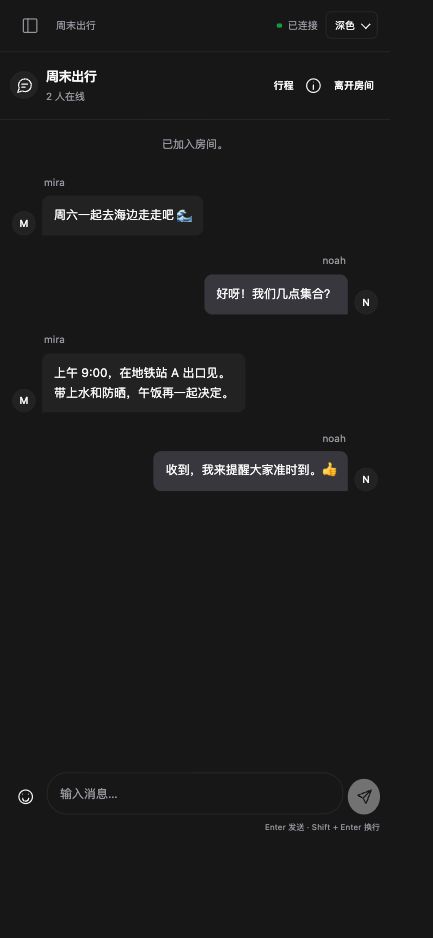 周末出行
已连接
深色
周末出行
2 人在线
行程
离开房间
已加入房间。
mira
M
周六一起去海边走走吧 🌊
noah
好呀！我们几点集合？
N
mira
上午 9:00，在地铁站 A 出口见。
带上水和防晒，午饭再一起决定。
M
noah
收到，我来提醒大家准时到。👍
N
输入消息...
Enter 发送 · Shift + Enter 换行